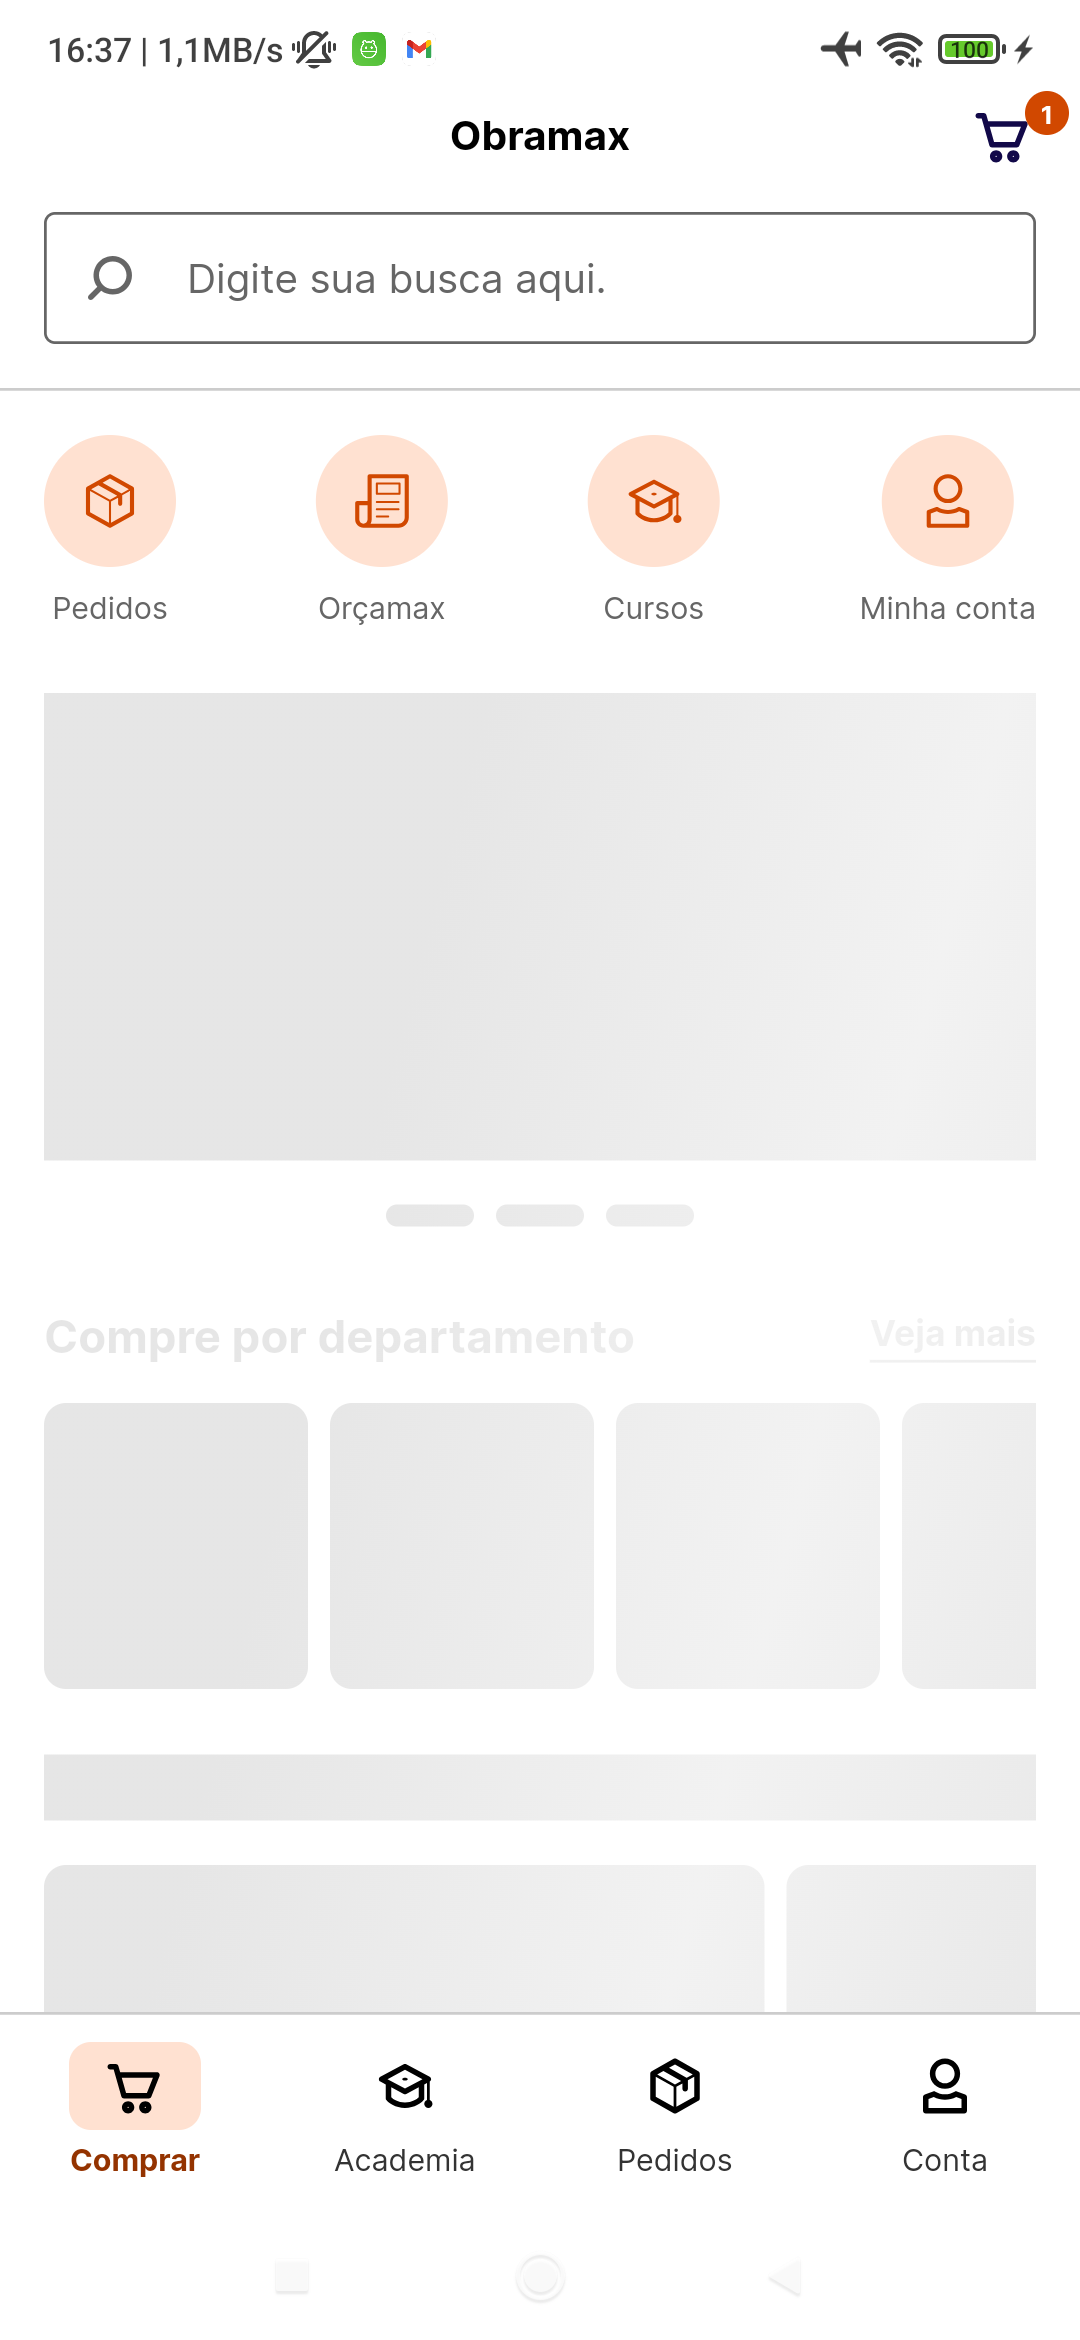 16:37 | 1,1MB/s
100
Obramax
1
Digite sua busca aqui.
Pedidos
Orçamax
Cursos
Minha conta
Compre por departamento
Veja mais
Comprar
Academia
Pedidos
Conta